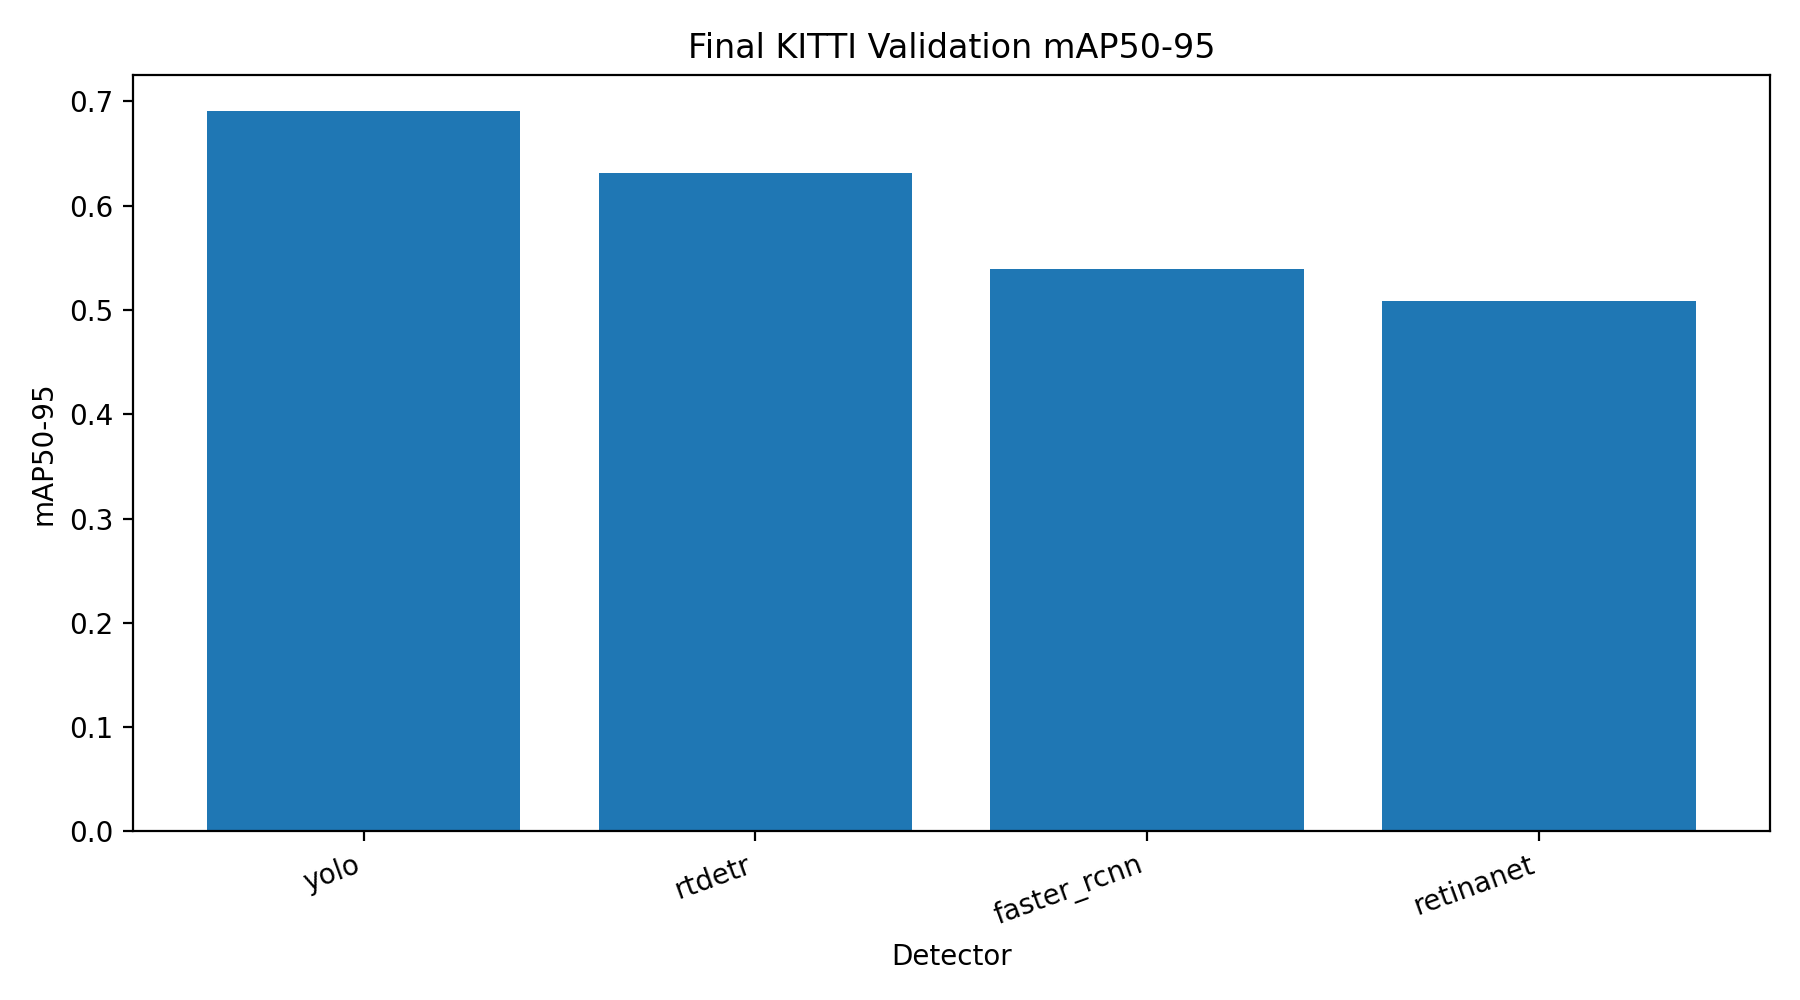 Final KITTI Validation mAP50-95
mAP50-95
0.7
0.6
0.5
0.4
0.3
0.2
0.1
0.0
yolo
rtdetr
faster_rcnn
retinanet
Detector